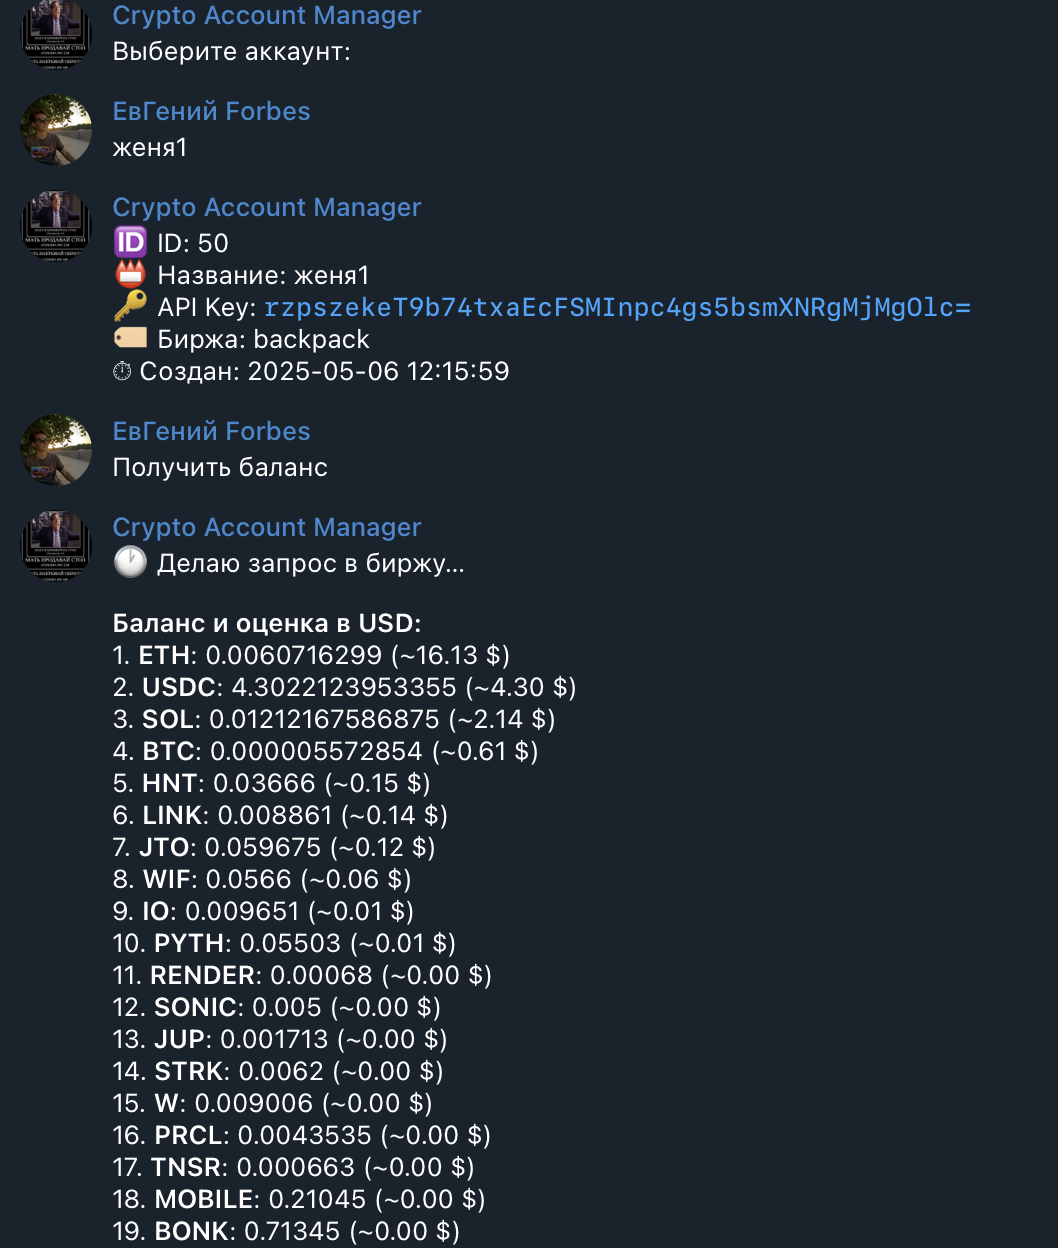 Crypto Account Manager
Выберите аккаунт:
ЕвГений Forbes
женя1
Crypto Account Manager
🆔 ID: 50
📛 Название: женя1
🔑 API Key: rzpszekeT9b74txaEcFSMInpc4gs5bsmXNRgMjMgOlc=
🏷 Биржа: backpack
⏱ Создан: 2025-05-06 12:15:59
ЕвГений Forbes
Получить баланс
Crypto Account Manager
🕐 Делаю запрос в биржу...
Баланс и оценка в USD:
1. ETH: 0.0060716299 (~16.13 $)
2. USDC: 4.3022123953355 (~4.30 $)
3. SOL: 0.01212167586875 (~2.14 $)
4. BTC: 0.000005572854 (~0.61 $)
5. HNT: 0.03666 (~0.15 $)
6. LINK: 0.008861 (~0.14 $)
7. JTO: 0.059675 (~0.12 $)
8. WIF: 0.0566 (~0.06 $)
9. IO: 0.009651 (~0.01 $)
10. PYTH: 0.05503 (~0.01 $)
11. RENDER: 0.00068 (~0.00 $)
12. SONIC: 0.005 (~0.00 $)
13. JUP: 0.001713 (~0.00 $)
14. STRK: 0.0062 (~0.00 $)
15. W: 0.009006 (~0.00 $)
16. PRCL: 0.0043535 (~0.00 $)
17. TNSR: 0.000663 (~0.00 $)
18. MOBILE: 0.21045 (~0.00 $)
19. BONK: 0.71345 (~0.00 $)